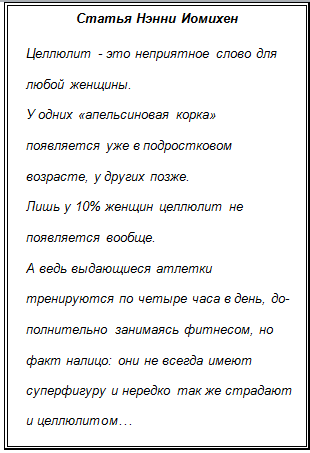 Статья Нэнни Иомихен
Целлюлит - это неприятное слово для
любой женщины.
У одних «апельсиновая корка»
появляется уже в подростковом
возрасте, у других позже.
Лишь у 10% женщин целлюлит не
появляется вообще.
А ведь выдающиеся атлетки
тренируются по четыре часа в день, до-
полнительно занимаясь фитнесом, но
факт налицо: они не всегда имеют
суперфигуру и нередко так же страдают
и целлюлитом…